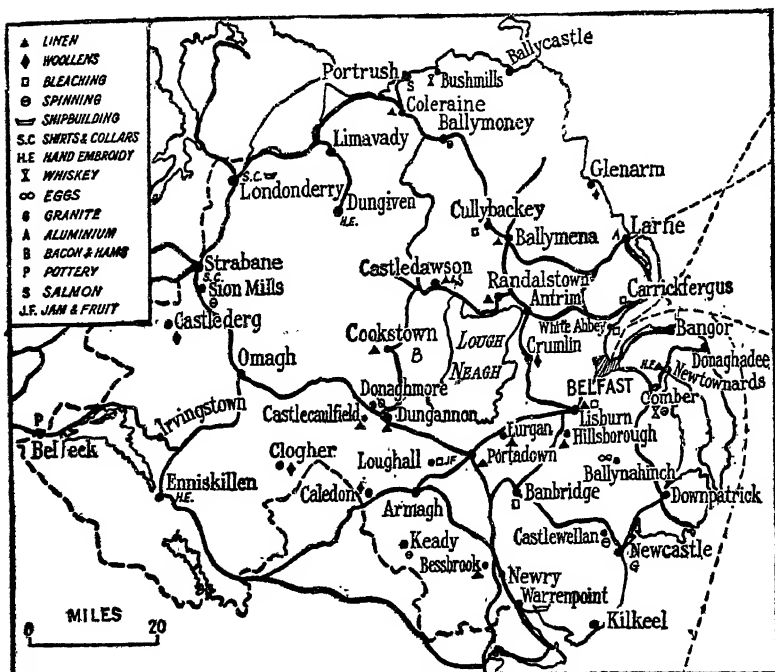 LINEN
WOOLLENS
BLEACHING
SPINNING
SHIPBUILDING
S.C SHIRTS & COLLARS
H.E HAND EMBROIDY
WHISKEY
EGGS
G GRANITE
A ALUMINIUM
B BACON & HAMS
P POTTERY
S SALMON
J.F. JAM & FRUIT
Ballycastle
Portrush
S
Bushmills
Coleraine
Ballymoney
Limavady
S.C.
Londonderry
Dungiven
H.E.
Glenarm
Cullybackey
Ballymena
A
Larne
Strabane
S.C.
Sion Mills
Castledawson
Randalstown
Antrim
Carrickfergus
White Abbey
Castlederg
Cookstown
B
LOUGH
NEAGH
Crumlin
Bangor
Donaghadee
H.E.
Newtownards
BELFAST
Omagh
Donaghmore
Comber
Irvingstown
Castlecaulfield
Dungannon
Lisburn
P
Belleek
Lurgan
Hillsborough
Clogher
Loughall
J.F
Portadown
Ballynahinch
Enniskillen
H.E.
Caledon
Armagh
Banbridge
Downpatrick
Keady
Castlewellan
Newcastle
G
Bessbrook
Newry
Warrenpoint
Kilkeel
MILES
0 20